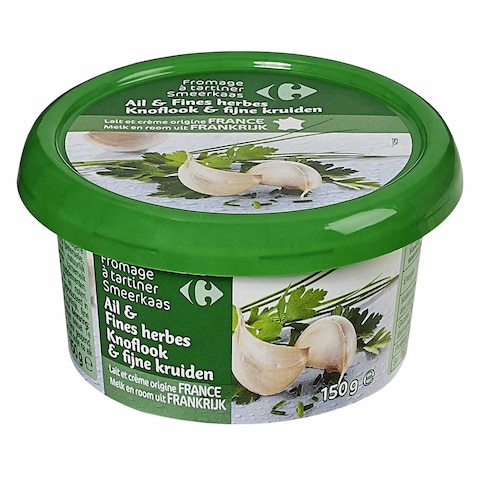 Fromage
à tartiner
Smeerkaas
Ail & Fines herbes
Knoflook & fijne kruiden
Lait et crème origine FRANCE
Melk en room uit FRANKRIJK
Fromage
à tartiner
Smeerkaas
Ail &
Fines herbes
Knoflook
& fijne kruiden
Lait et crème origine FRANCE
Melk en room uit FRANKRIJK
150g